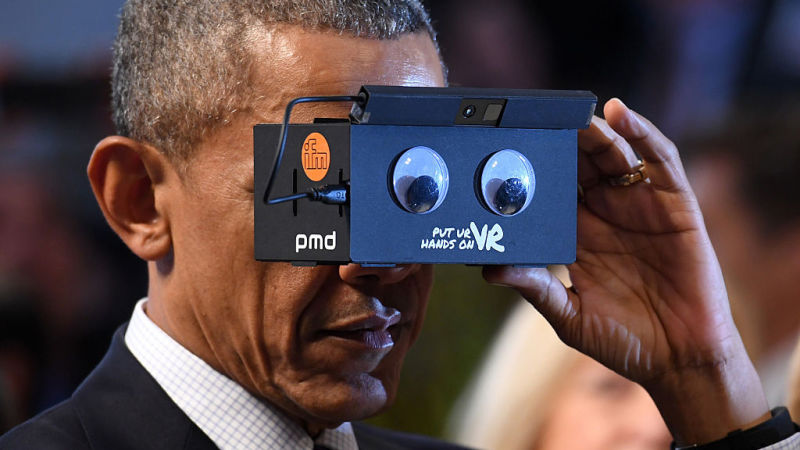 ifm
pmd
PUT UR
HANDS ON VR